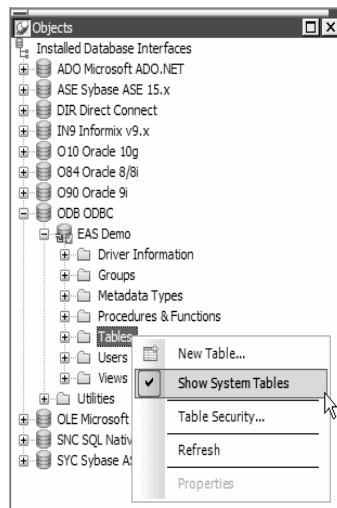 Objects
Installed Database Interfaces
ADO Microsoft ADO.NET
ASE Sybase ASE 15.x
DIR Direct Connect
IN9 Informix v9.x
O10 Oracle 10g
O84 Oracle 8/8i
O90 Oracle 9i
ODB ODBC
EAS Demo
Driver Information
Groups
Metadata Types
Procedures & Functions
Tables
Users
Views
Utilities
OLE Microsoft
SNC SQL Nativ
SYC Sybase A
New Table...
Show System Tables
Table Security...
Refresh
Properties